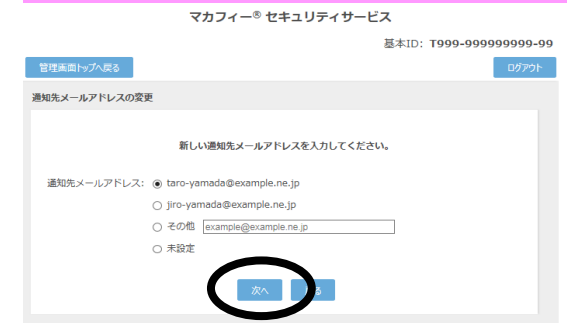 マカフィー® セキュリティサービス
基本ID: T999-999999999-99
管理画面トップへ戻る
ログアウト
通知先メールアドレスの変更
新しい通知先メールアドレスを入力してください。
通知先メールアドレス: taro-yamada@example.ne.jp
jiro-yamada@example.ne.jp
その他 example@example.ne.jp
未設定
次へ